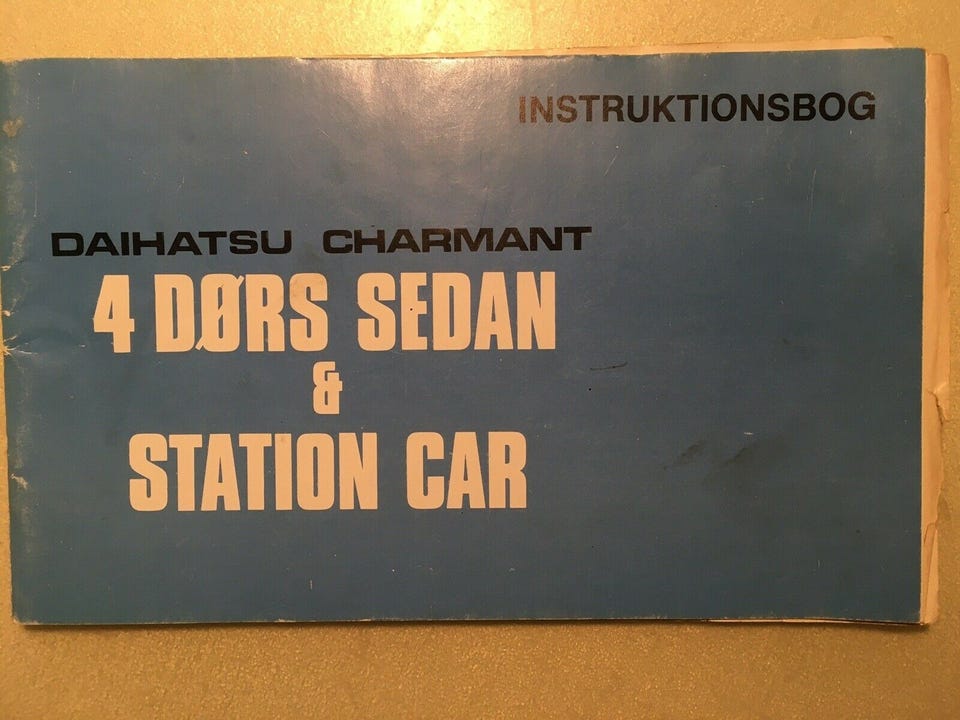 INSTRUKTIONSBOG
DAIHATSU CHARMANT
4 DØRS SEDAN
&
STATION CAR